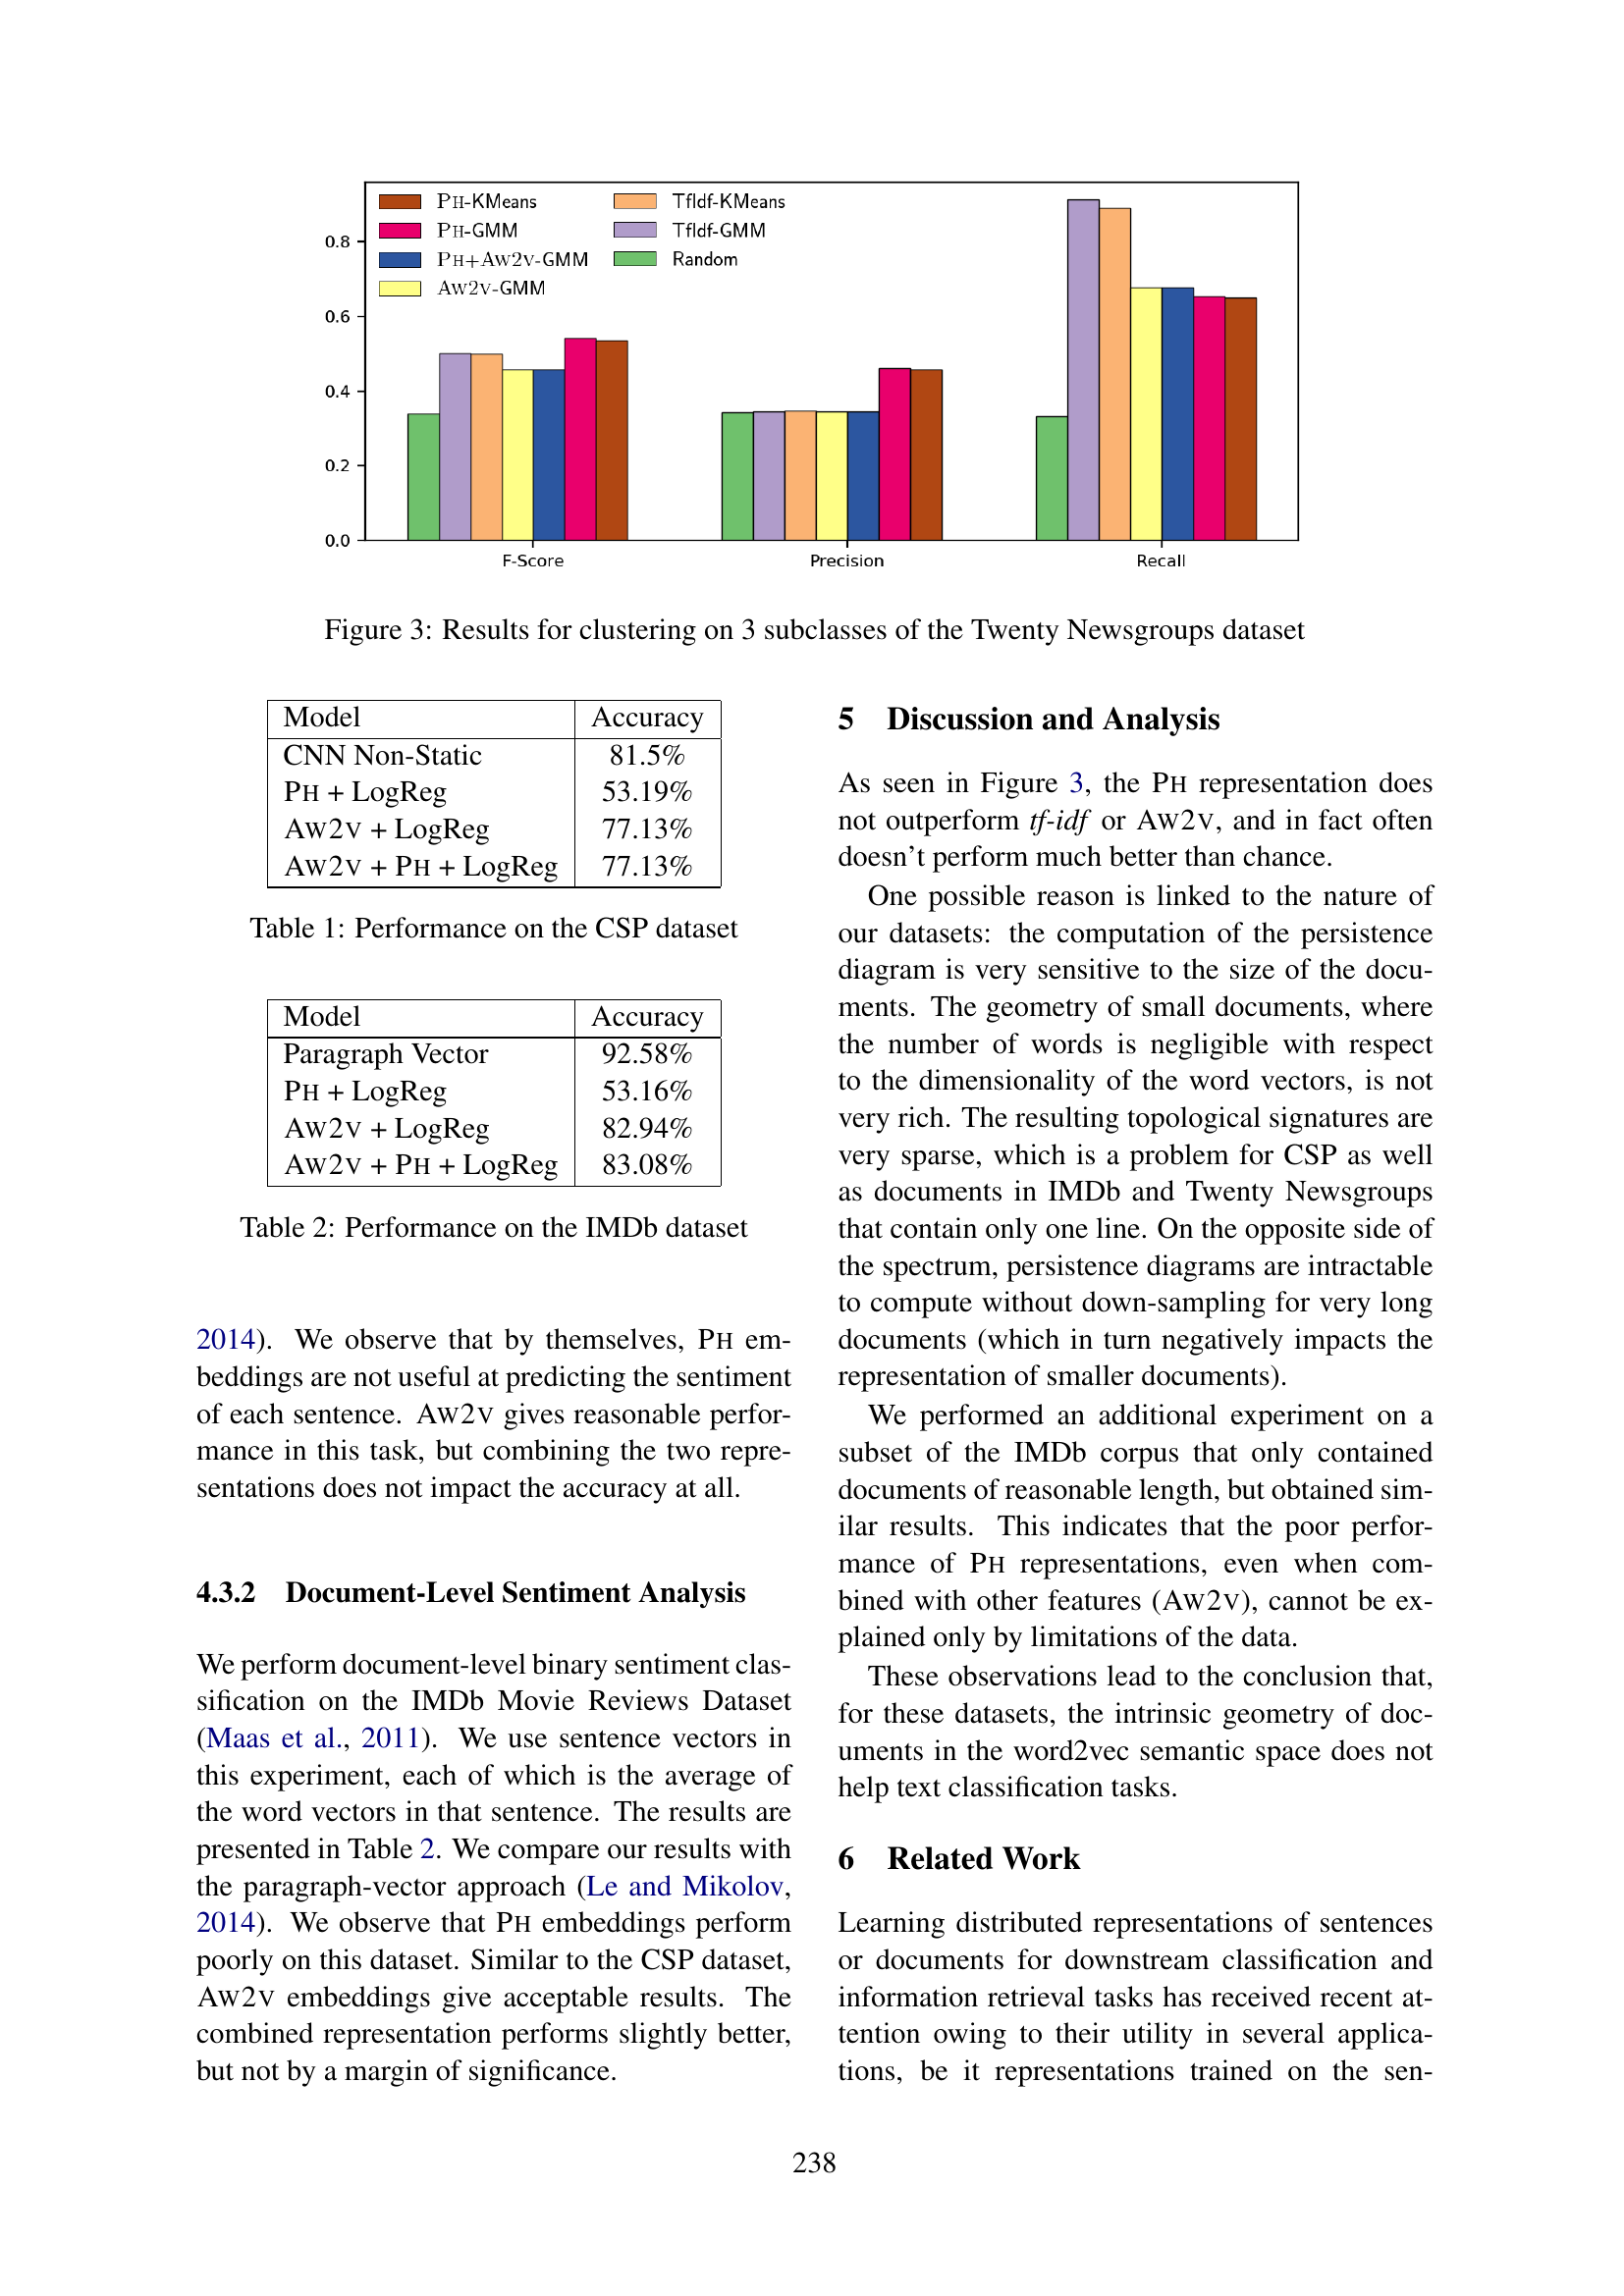 PH-KMeans
PH-GMM
PH+AW2V-GMM
AW2V-GMM
TfIdf-KMeans
TfIdf-GMM
Random
0.8
0.6
0.4
0.2
0.0
F-Score
Precision
Recall
Figure 3: Results for clustering on 3 subclasses of the Twenty Newsgroups dataset
Model Accuracy
CNN Non-Static 81.5%
PH + LogReg 53.19%
AW2V + LogReg 77.13%
AW2V + PH + LogReg 77.13%
Table 1: Performance on the CSP dataset
Model Accuracy
Paragraph Vector 92.58%
PH + LogReg 53.16%
AW2V + LogReg 82.94%
AW2V + PH + LogReg 83.08%
Table 2: Performance on the IMDb dataset
2014). We observe that by themselves, PH em-
beddings are not useful at predicting the sentiment
of each sentence. AW2V gives reasonable perfor-
mance in this task, but combining the two repre-
sentations does not impact the accuracy at all.
4.3.2 Document-Level Sentiment Analysis
We perform document-level binary sentiment clas-
sification on the IMDb Movie Reviews Dataset
(Maas et al., 2011). We use sentence vectors in
this experiment, each of which is the average of
the word vectors in that sentence. The results are
presented in Table 2. We compare our results with
the paragraph-vector approach (Le and Mikolov,
2014). We observe that PH embeddings perform
poorly on this dataset. Similar to the CSP dataset,
AW2V embeddings give acceptable results. The
combined representation performs slightly better,
but not by a margin of significance.
5 Discussion and Analysis
As seen in Figure 3, the PH representation does
not outperform tf-idf or AW2V, and in fact often
doesn't perform much better than chance.
One possible reason is linked to the nature of
our datasets: the computation of the persistence
diagram is very sensitive to the size of the docu-
ments. The geometry of small documents, where
the number of words is negligible with respect
to the dimensionality of the word vectors, is not
very rich. The resulting topological signatures are
very sparse, which is a problem for CSP as well
as documents in IMDb and Twenty Newsgroups
that contain only one line. On the opposite side of
the spectrum, persistence diagrams are intractable
to compute without down-sampling for very long
documents (which in turn negatively impacts the
representation of smaller documents).
We performed an additional experiment on a
subset of the IMDb corpus that only contained
documents of reasonable length, but obtained sim-
ilar results. This indicates that the poor perfor-
mance of PH representations, even when com-
bined with other features (AW2V), cannot be ex-
plained only by limitations of the data.
These observations lead to the conclusion that,
for these datasets, the intrinsic geometry of doc-
uments in the word2vec semantic space does not
help text classification tasks.
6 Related Work
Learning distributed representations of sentences
or documents for downstream classification and
information retrieval tasks has received recent at-
tention owing to their utility in several applica-
tions, be it representations trained on the sen-
238